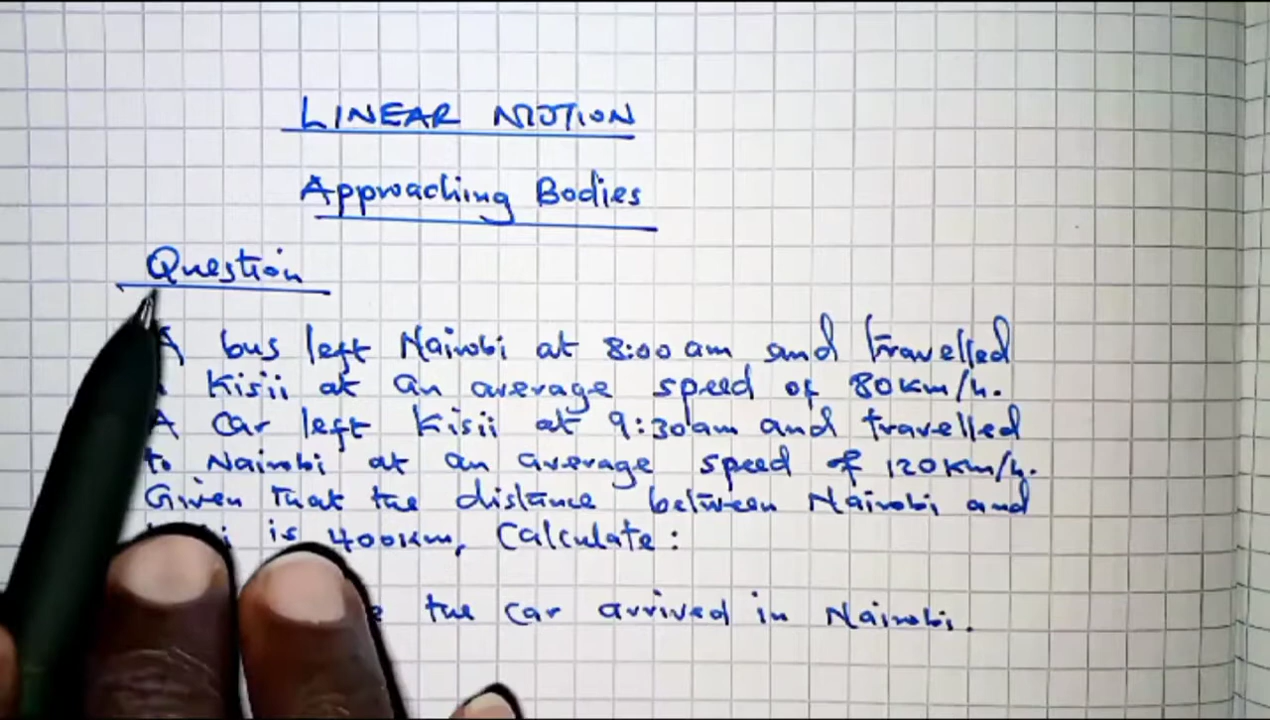 LINEAR MOTION
Approaching Bodies
Question
A bus left Nairobi at 8:00 am and travelled
Kisii at an average speed of 80km/h.
A Car left Kisii at 9:30am and travelled
to Nairobi at an average speed of 120km/h.
Given that the distance between Nairobi and
is 400km, Calculate:
the car arrived in Nairobi.